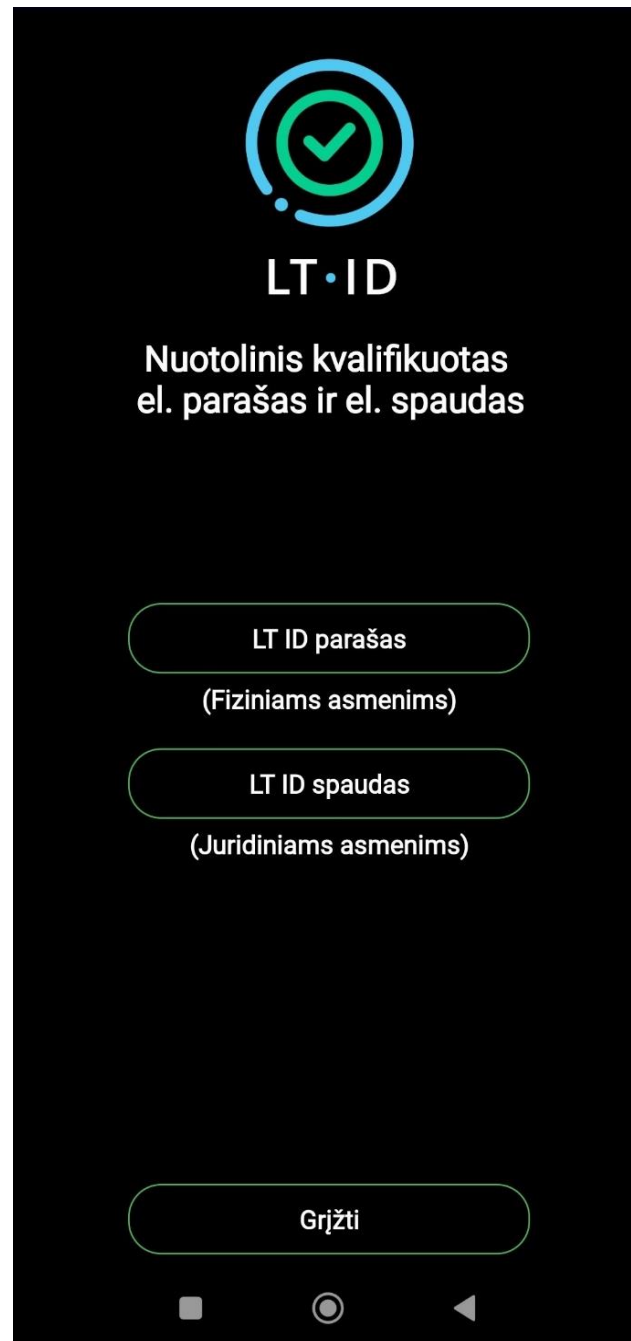 LT·ID
Nuotolinis kvalifikuotas
el. parašas ir el. spaudas
LT ID parašas
(Fiziniams asmenims)
LT ID spaudas
(Juridiniams asmenims)
Grįžti